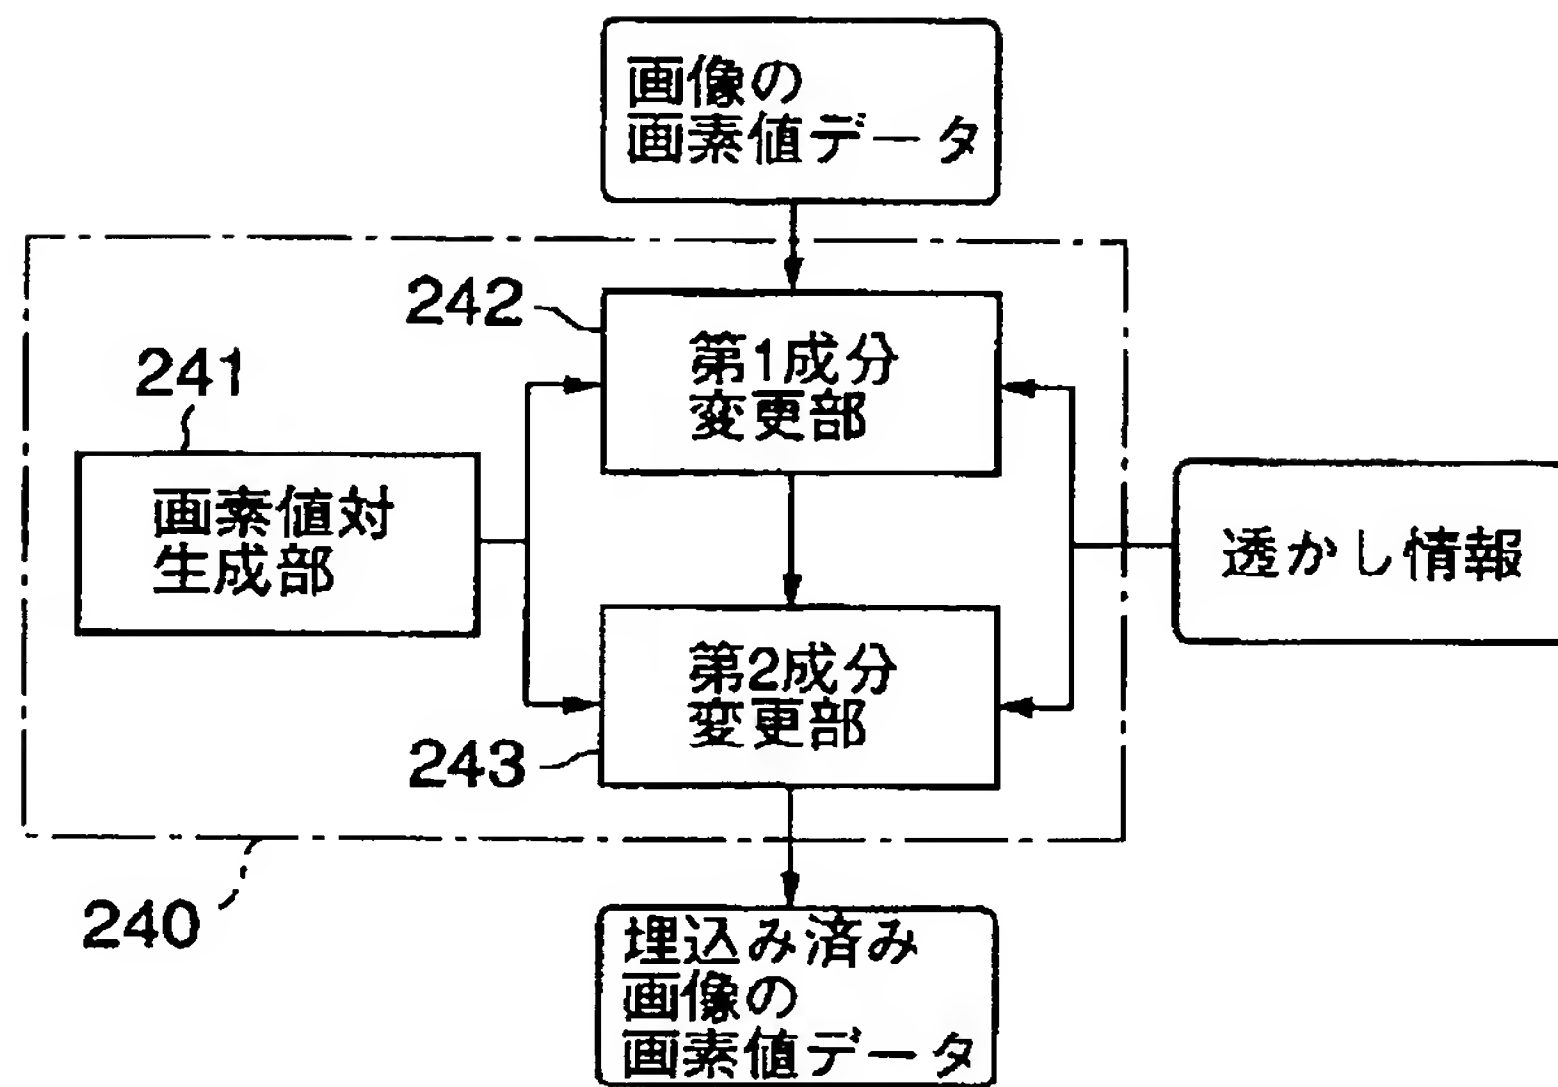 画像の
画素値データ
242
第1成分
変更部
241
画素値対
生成部
透かし情報
第2成分
変更部
243
240
埋込み済み
画像の
画素値データ